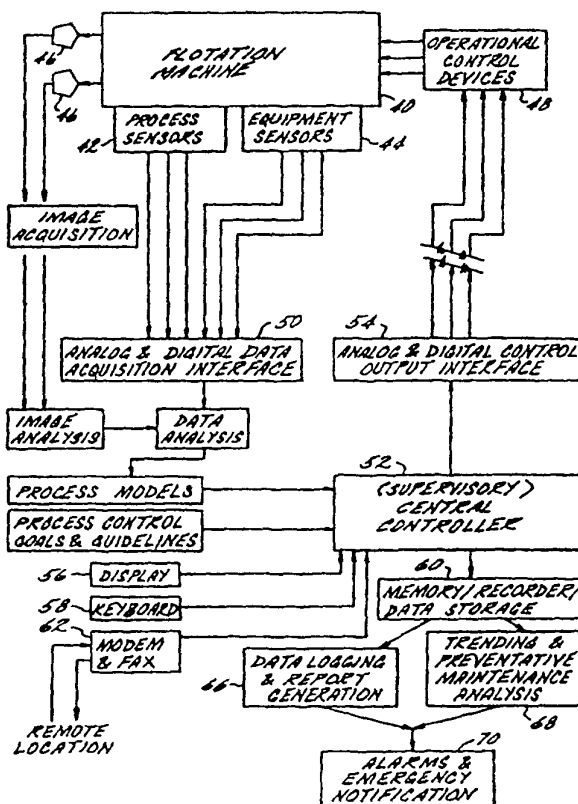 46
46
FLOTATION
MACHINE
40
OPERATIONAL
CONTROL
DEVICES
48
PROCESS
SENSORS
42
EQUIPMENT
SENSORS
44
IMAGE
ACQUISITION
50
ANALOG & DIGITAL DATA
ACQUISITION INTERFACE
54
ANALOG & DIGITAL CONTROL
OUTPUT INTERFACE
IMAGE
ANALYSIS
DATA
ANALYSIS
52
(SUPERVISORY)
CENTRAL
CONTROLLER
PROCESS MODELS
PROCESS CONTROL
GOALS & GUIDELINES
56
DISPLAY
58
KEYBOARD
62
MODEM
& FAX
REMOTE
LOCATION
60
MEMORY/RECORDER/
DATA STORAGE
DATA LOGGING
& REPORT
GENERATION
66
TRENDING &
PREVENTATIVE
MAINTENANCE
ANALYSIS
68
70
ALARMS &
EMERGENCY
NOTIFICATION